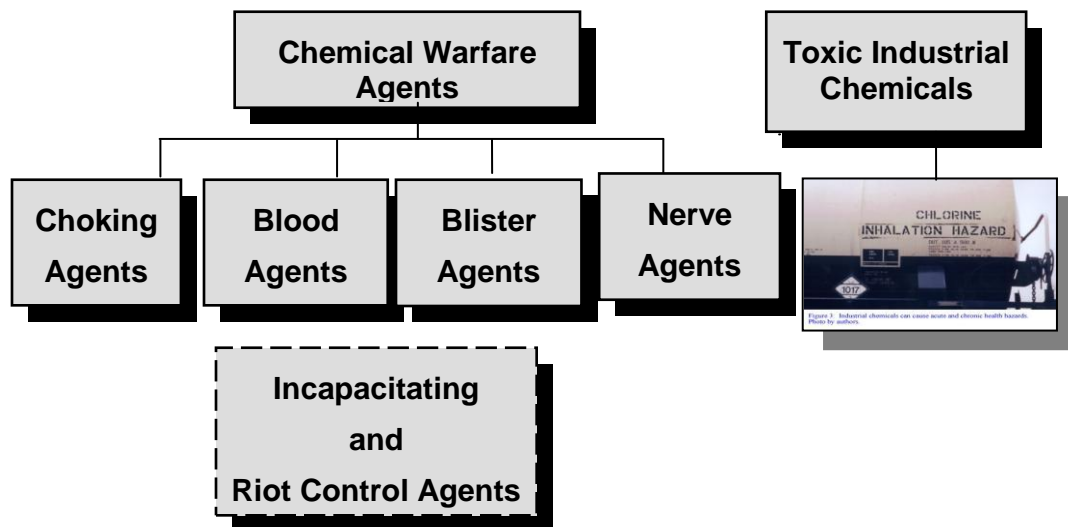 Chemical Warfare
Agents
Toxic Industrial
Chemicals
Choking
Agents
Blood
Agents
Blister
Agents
Nerve
Agents
CHLORINE
INHALATION HAZARD
1017
Figure 3. Industrial chemicals can cause acute and chronic health hazards.
Photo by authors.
Incapacitating
and
Riot Control Agents